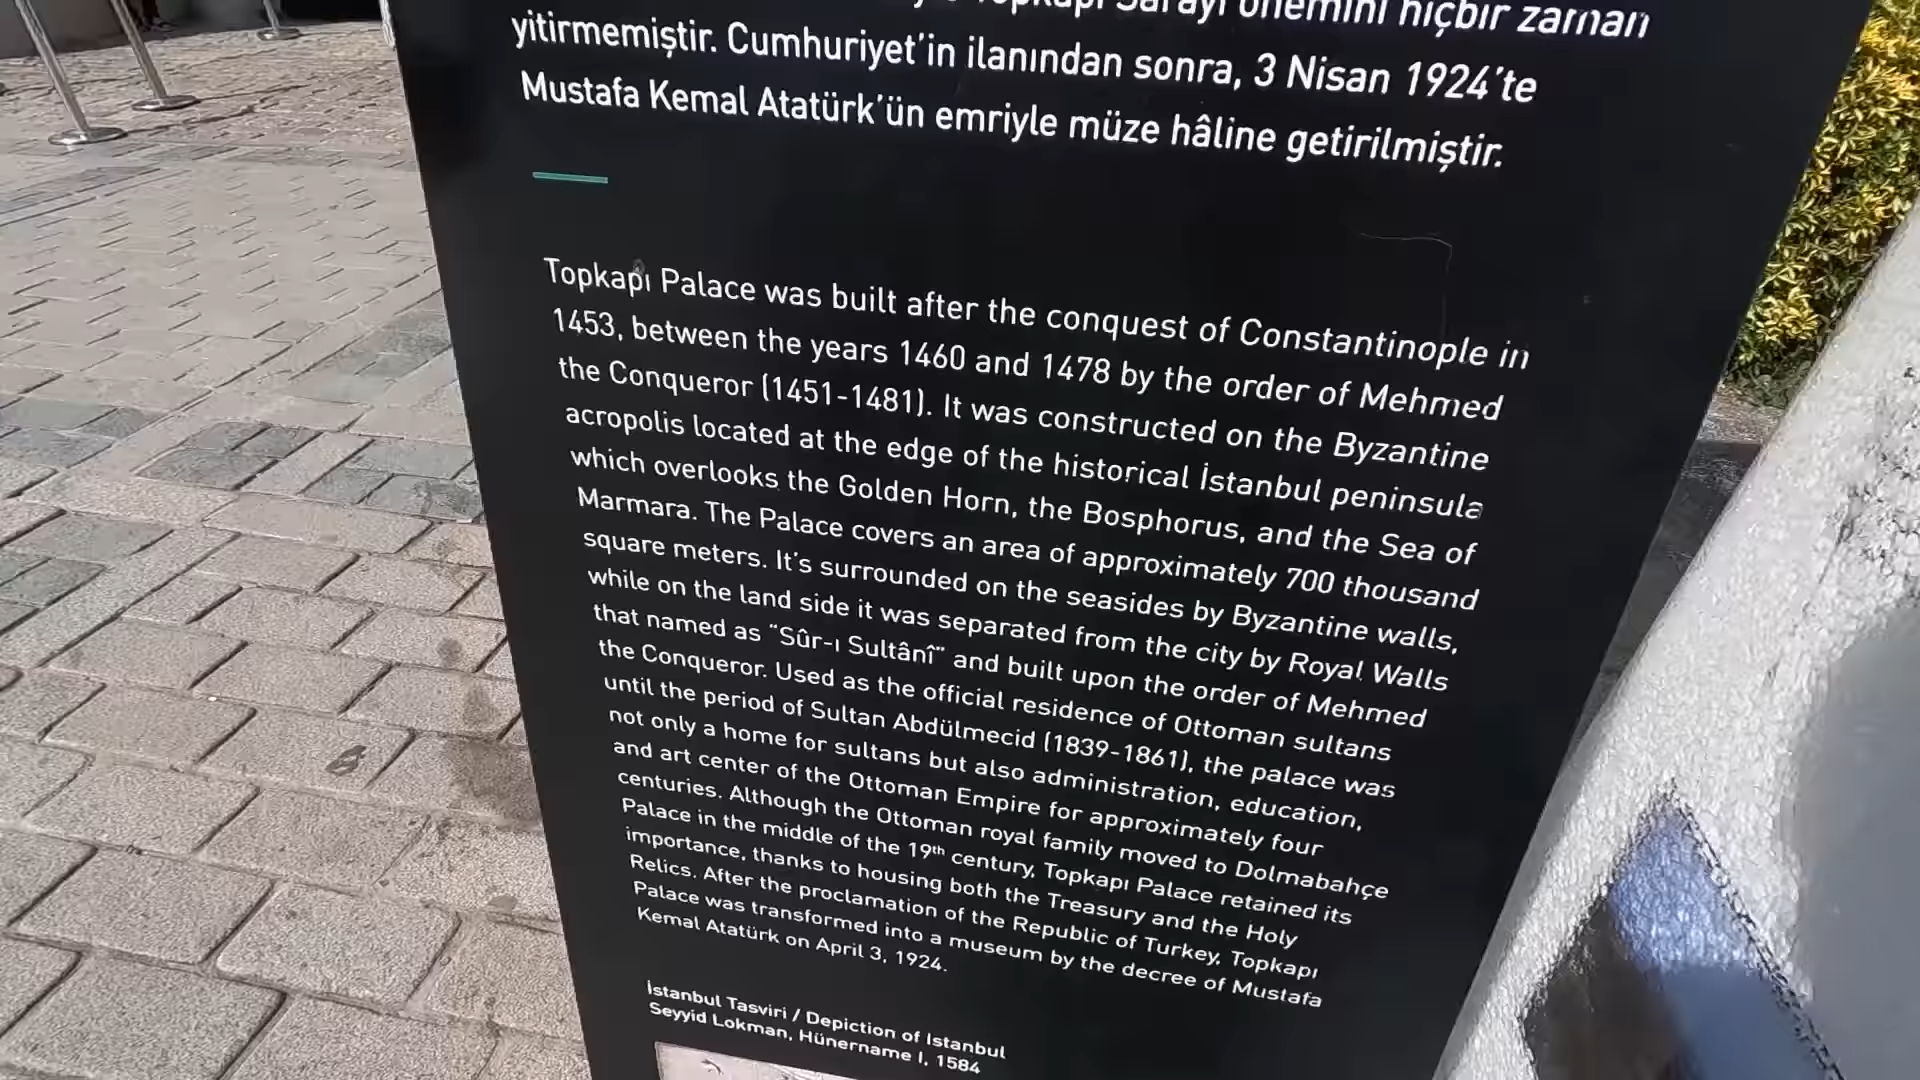 Topkapı Sarayı önemini hiçbir zaman
yitirmemiştir. Cumhuriyet'in ilanından sonra, 3 Nisan 1924'te
Mustafa Kemal Atatürk'ün emriyle müze hâline getirilmiştir.
Topkapı Palace was built after the conquest of Constantinople in
1453, between the years 1460 and 1478 by the order of Mehmed
the Conqueror (1451-1481). It was constructed on the Byzantine
acropolis located at the edge of the historical İstanbul peninsula
which overlooks the Golden Horn, the Bosphorus, and the Sea of
Marmara. The Palace covers an area of approximately 700 thousand
square meters. It's surrounded on the seasides by Byzantine walls,
while on the land side it was separated from the city by Royal Walls
that named as “Sûr-ı Sultânî” and built upon the order of Mehmed
the Conqueror. Used as the official residence of Ottoman sultans
until the period of Sultan Abdülmecid (1839-1861), the palace was
not only a home for sultans but also administration, education,
and art center of the Ottoman Empire for approximately four
centuries. Although the Ottoman royal family moved to Dolmabahçe
Palace in the middle of the 19th century, Topkapı Palace retained its
importance, thanks to housing both the Treasury and the Holy
Relics. After the proclamation of the Republic of Turkey, Topkapı
Palace was transformed into a museum by the decree of Mustafa
Kemal Atatürk on April 3, 1924.
İstanbul Tasviri / Depiction of Istanbul
Seyyid Lokman, Hünername I, 1584